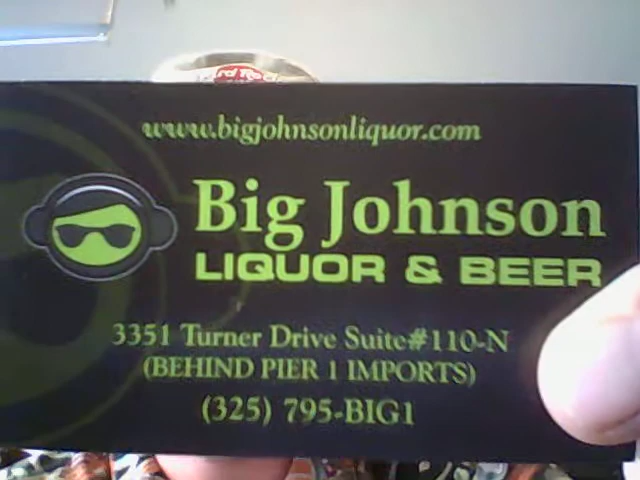 www.bigjohnsonliquor.com
Big Johnson
LIQUOR & BEER
3351 Turner Drive Suite#110-N
(BEHIND PIER 1 IMPORTS)
(325) 795-BIG1